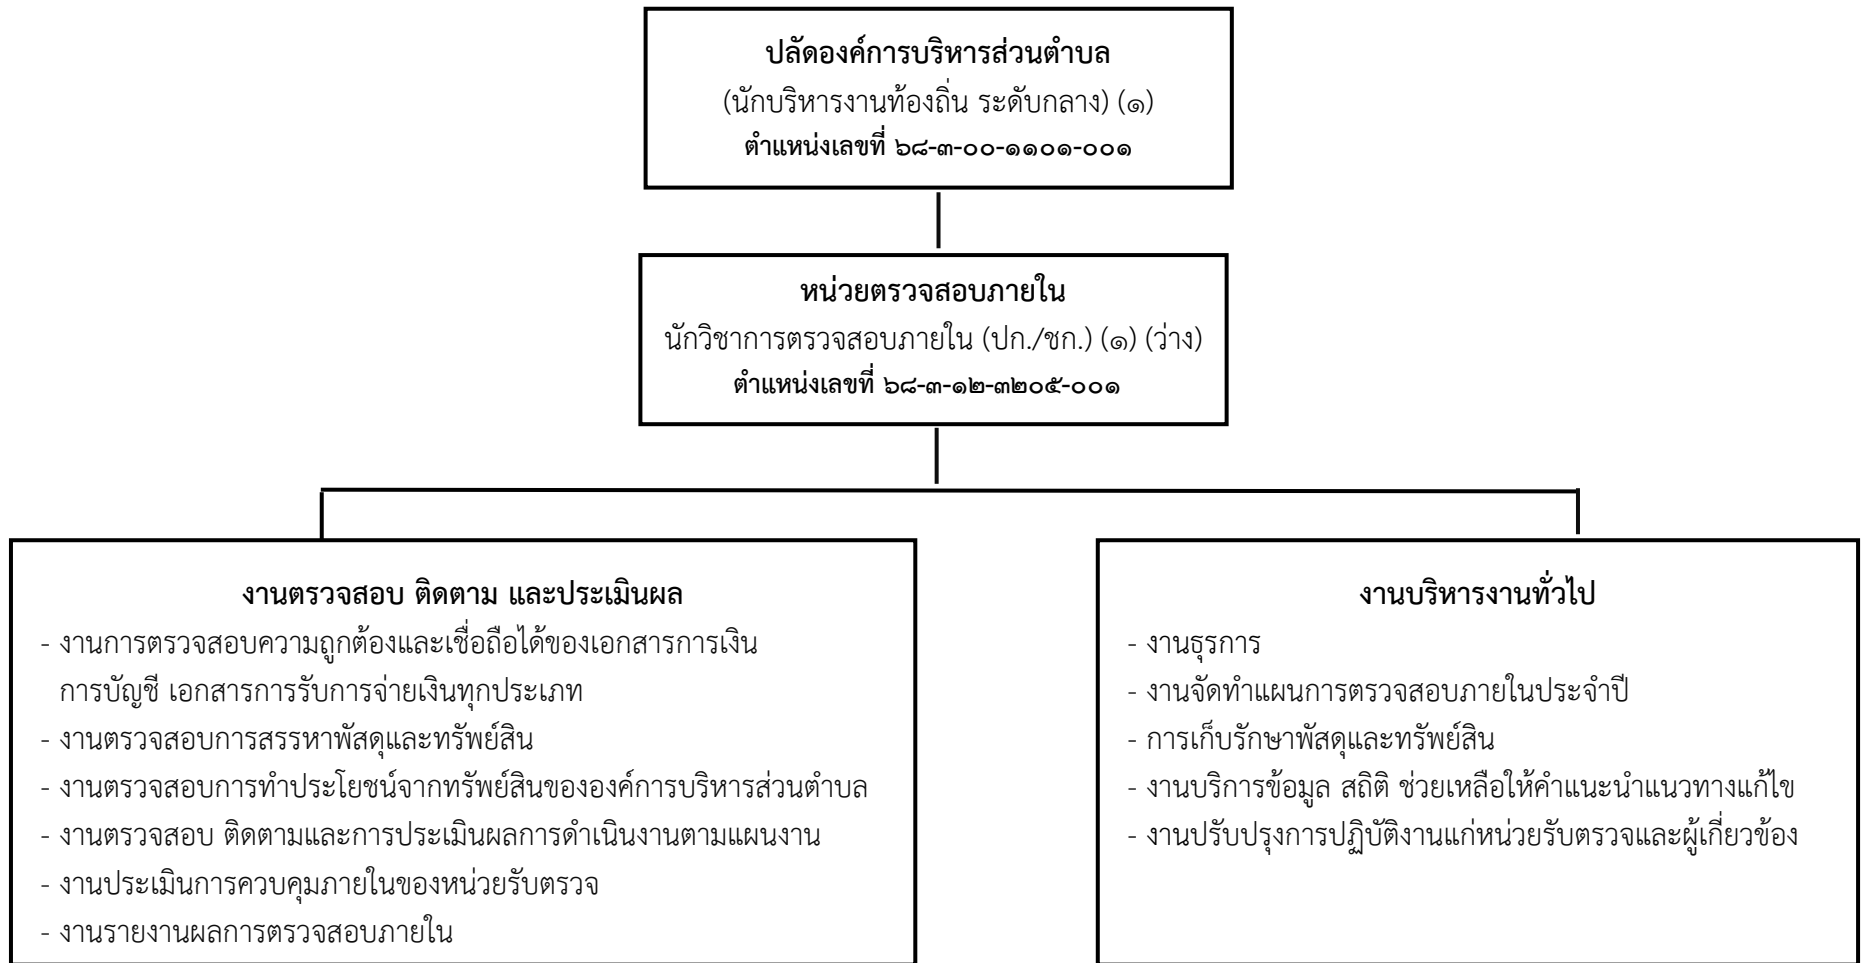 ปลัดองค์การบริหารส่วนตำบล
(นักบริหารงานท้องถิ่น ระดับกลาง) (๑)
ตำแหน่งเลขที่ ๖๘-๓-๐๐-๑๑๐๑-๐๐๑
หน่วยตรวจสอบภายใน
นักวิชาการตรวจสอบภายใน (ปก./ชก.) (๑) (ว่าง)
ตำแหน่งเลขที่ ๖๘-๓-๑๒-๓๒๐๕-๐๐๑
งานตรวจสอบ ติดตาม และประเมินผล
- งานการตรวจสอบความถูกต้องและเชื่อถือได้ของเอกสารการเงิน
การบัญชี เอกสารการรับการจ่ายเงินทุกประเภท
- งานตรวจสอบการสรรหาพัสดุและทรัพย์สิน
- งานตรวจสอบการทำประโยชน์จากทรัพย์สินขององค์การบริหารส่วนตำบล
- งานตรวจสอบ ติดตามและการประเมินผลการดำเนินงานตามแผนงาน
- งานประเมินการควบคุมภายในของหน่วยรับตรวจ
- งานรายงานผลการตรวจสอบภายใน
งานบริหารงานทั่วไป
- งานธุรการ
- งานจัดทำแผนการตรวจสอบภายในประจำปี
- การเก็บรักษาพัสดุและทรัพย์สิน
- งานบริการข้อมูล สถิติ ช่วยเหลือให้คำแนะนำแนวทางแก้ไข
- งานปรับปรุงการปฏิบัติงานแก่หน่วยรับตรวจและผู้เกี่ยวข้อง